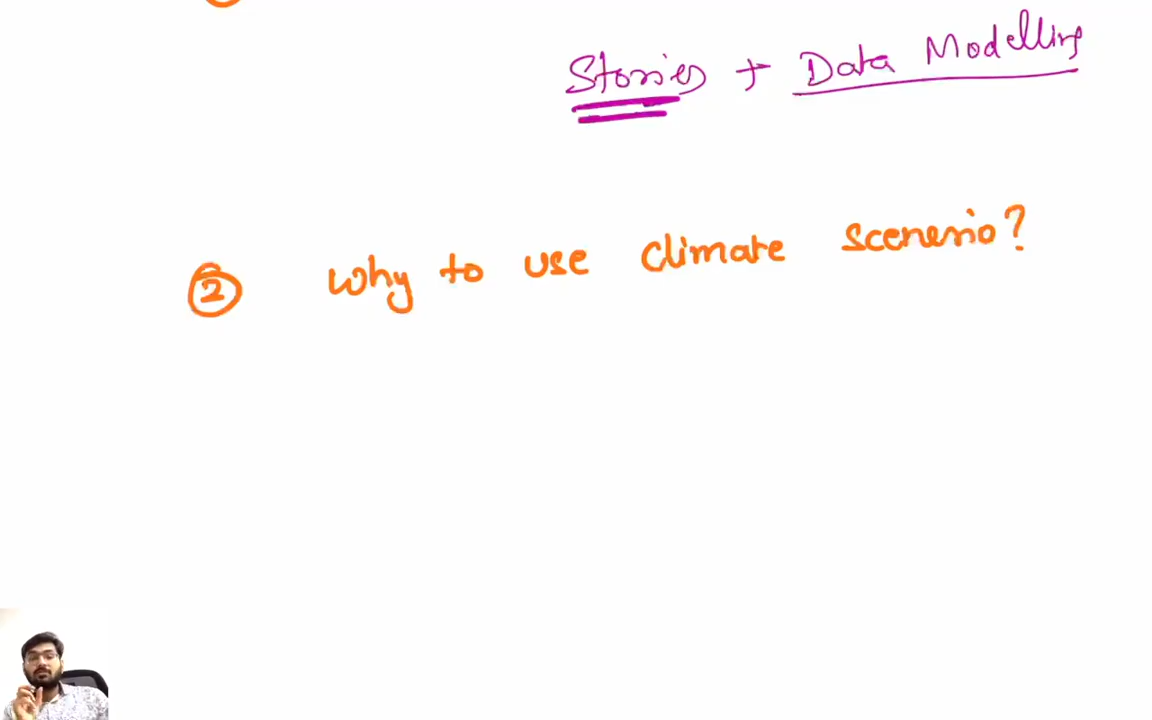 Stories + Data Modelling
2 Why to use climate scenerio?